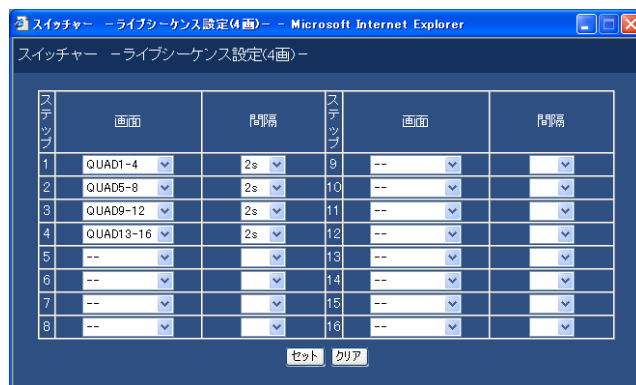 スイッチャー －ライブシーケンス設定(4画)－ - Microsoft Internet Explorer
スイッチャー －ライブシーケンス設定(4画)－
ステップ 画面 間隔 ステップ 画面 間隔
1 QUAD1-4 2s 9 --
2 QUAD5-8 2s 10 --
3 QUAD9-12 2s 11 --
4 QUAD13-16 2s 12 --
5 -- 13 --
6 -- 14 --
7 -- 15 --
8 -- 16 --
セット クリア